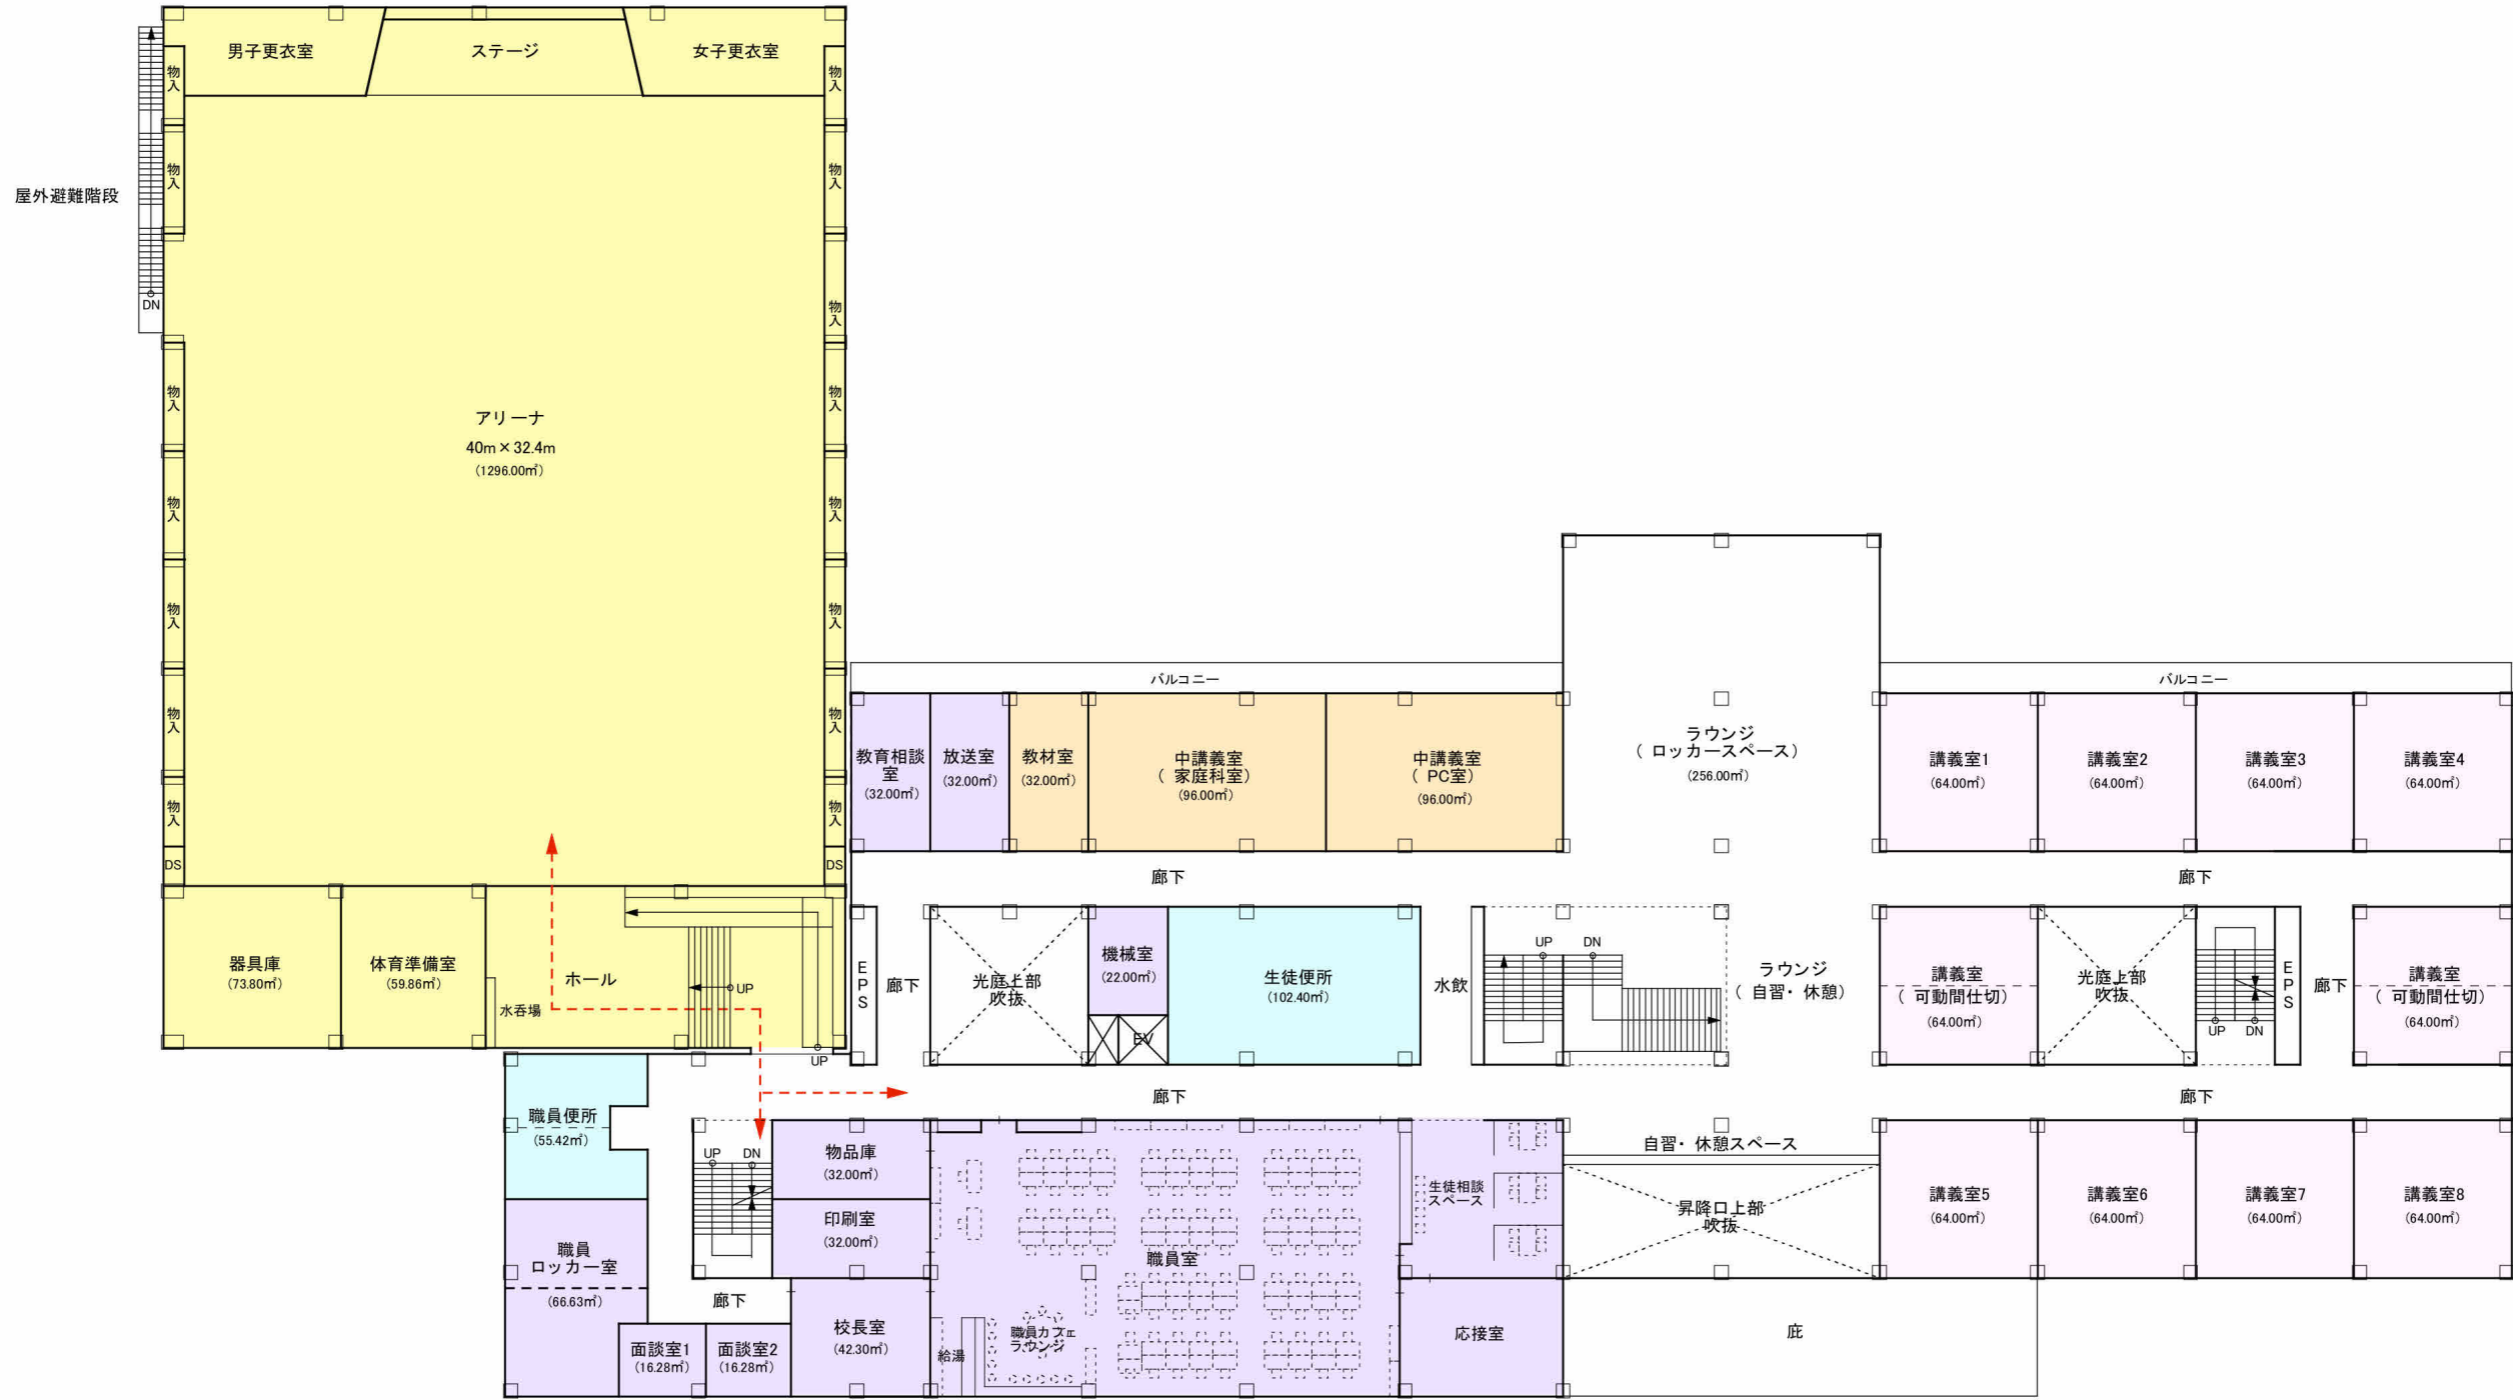 男子更衣室
ステージ
女子更衣室
物入
物入
屋外避難階段
物入
物入
DN
物入
物入
物入
アリーナ
40m×32.4m
(1296.00㎡)
物入
物入
物入
物入
物入
物入
物入
物入
DS
DS
器具庫
(73.80㎡)
体育準備室
(59.86㎡)
水呑場
ホール
UP
UP
バルコニー
教育相談
室
(32.00㎡)
放送室
(32.00㎡)
教材室
(32.00㎡)
中講義室
( 家庭科室)
(96.00㎡)
中講義室
( PC室)
(96.00㎡)
ラウンジ
( ロッカースペース)
(256.00㎡)
バルコニー
講義室1
(64.00㎡)
講義室2
(64.00㎡)
講義室3
(64.00㎡)
講義室4
(64.00㎡)
廊下
廊下
EPS
廊下
光庭上部
吹抜
機械室
(22.00㎡)
EV
生徒便所
(102.40㎡)
水飲
UP
DN
ラウンジ
( 自習・ 休憩)
講義室
( 可動間仕切)
(64.00㎡)
光庭上部
吹抜
UP
DN
EPS
廊下
講義室
( 可動間仕切)
(64.00㎡)
廊下
廊下
職員便所
(55.42㎡)
UP
DN
物品庫
(32.00㎡)
印刷室
(32.00㎡)
職員
ロッカー室
(66.63㎡)
廊下
面談室1
(16.28㎡)
面談室2
(16.28㎡)
校長室
(42.30㎡)
給湯
職員カフェ
ラウンジ
職員室
生徒相談
スペース
応接室
自習・ 休憩スペース
昇降口上部
吹抜
庇
講義室5
(64.00㎡)
講義室6
(64.00㎡)
講義室7
(64.00㎡)
講義室8
(64.00㎡)